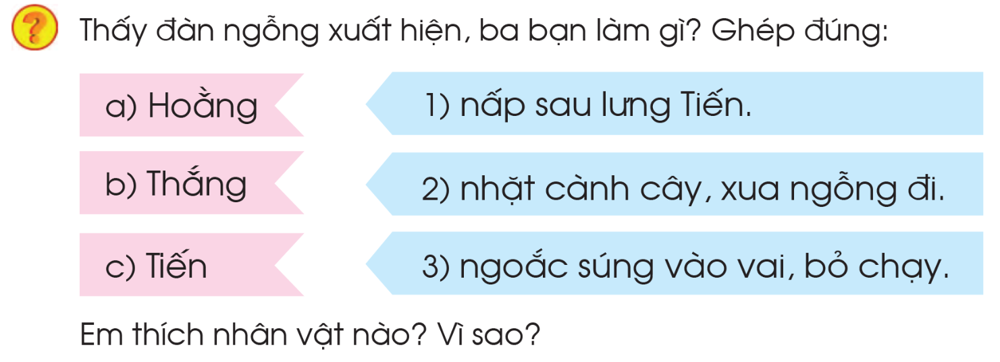 ?
Thấy đàn ngỗng xuất hiện, ba bạn làm gì? Ghép đúng:
a) Hoằng
1) nấp sau lưng Tiến.
b) Thắng
2) nhặt cành cây, xua ngỗng đi.
c) Tiến
3) ngoắc súng vào vai, bỏ chạy.
Em thích nhân vật nào? Vì sao?